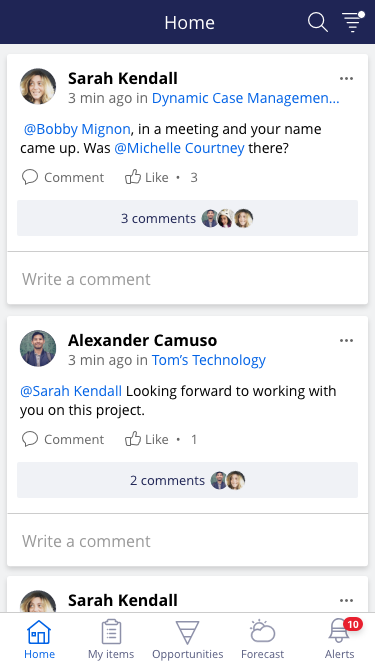 Home
Sarah Kendall
3 min ago in Dynamic Case Managemen...
@Bobby Mignon, in a meeting and your name
came up. Was @Michelle Courtney there?
Comment Like • 3
3 comments
Write a comment
Alexander Camuso
3 min ago in Tom's Technology
@Sarah Kendall Looking forward to working with
you on this project.
Comment Like • 1
2 comments
Write a comment
Sarah Kendall
10
Home My items Opportunities Forecast Alerts